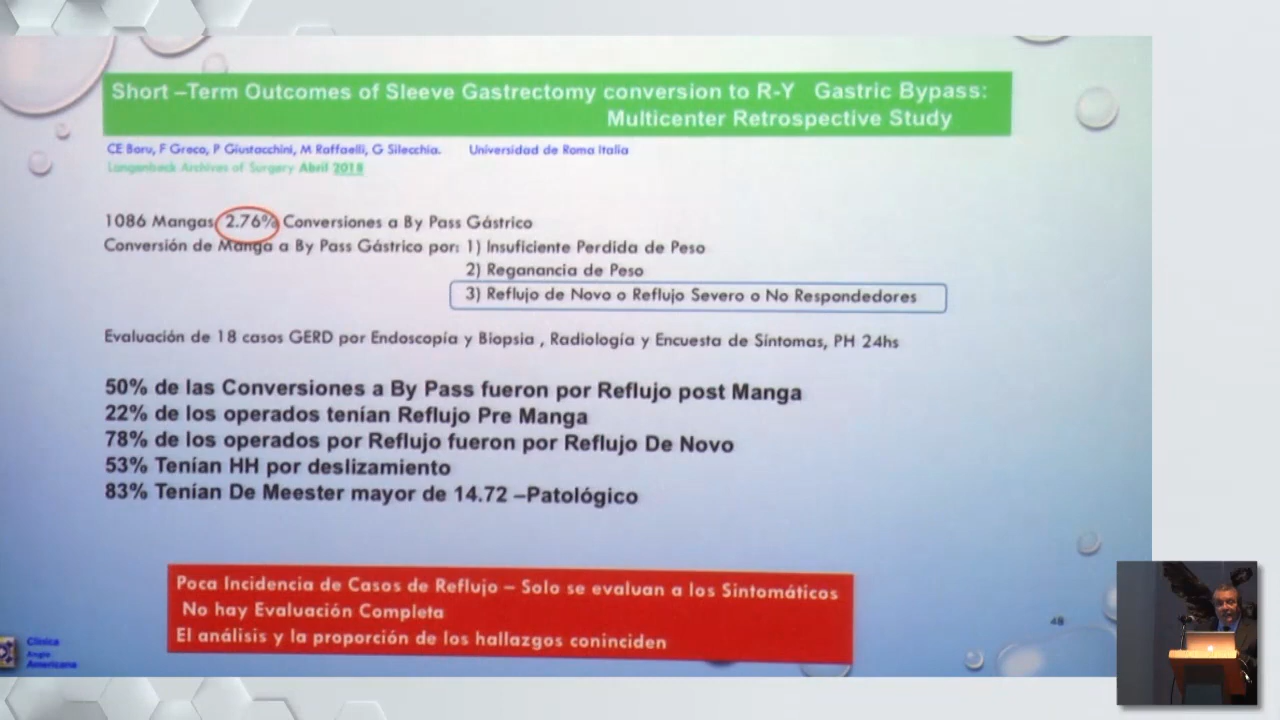 Short –Term Outcomes of Sleeve Gastrectomy conversion to R-Y Gastric Bypass:
Multicenter Retrospective Study
CE Boru, F Greco, P Giustacchini, M Raffaelli, G Silecchia. Universidad de Roma Italia
Langenbeck Archives of Surgery Abril 2018
1086 Mangas 2.76% Conversiones a By Pass Gástrico
Conversión de Manga a By Pass Gástrico por: 1) Insuficiente Perdida de Peso
2) Reganancia de Peso
3) Reflujo de Novo o Reflujo Severo o No Respondedores
Evaluación de 18 casos GERD por Endoscopía y Biopsia , Radiología y Encuesta de Síntomas, PH 24hs
50% de las Conversiones a By Pass fueron por Reflujo post Manga
22% de los operados tenían Reflujo Pre Manga
78% de los operados por Reflujo fueron por Reflujo De Novo
53% Tenían HH por deslizamiento
83% Tenían De Meester mayor de 14.72 –Patológico
Poca Incidencia de Casos de Reflujo – Solo se evaluan a los Sintomáticos
No hay Evaluación Completa
El análisis y la proporción de los hallazgos coninciden
48
Clínica
Anglo
Americana